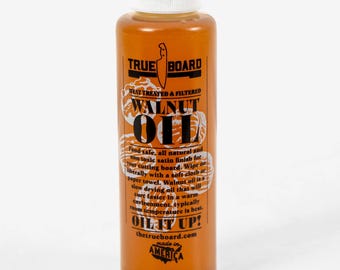 TRUE BOARD
HEAT TREATED & FILTERED
WALNUT
OIL
Food safe, all natural and
non toxic satin finish for
your cutting board. Wipe on
liberally with a soft cloth or
paper towel. Walnut oil is a
slow drying oil that will
cure faster in a warm
environment, typically
room temperature is best.
OIL IT UP!
thetrueboard.com
made in
AMERICA